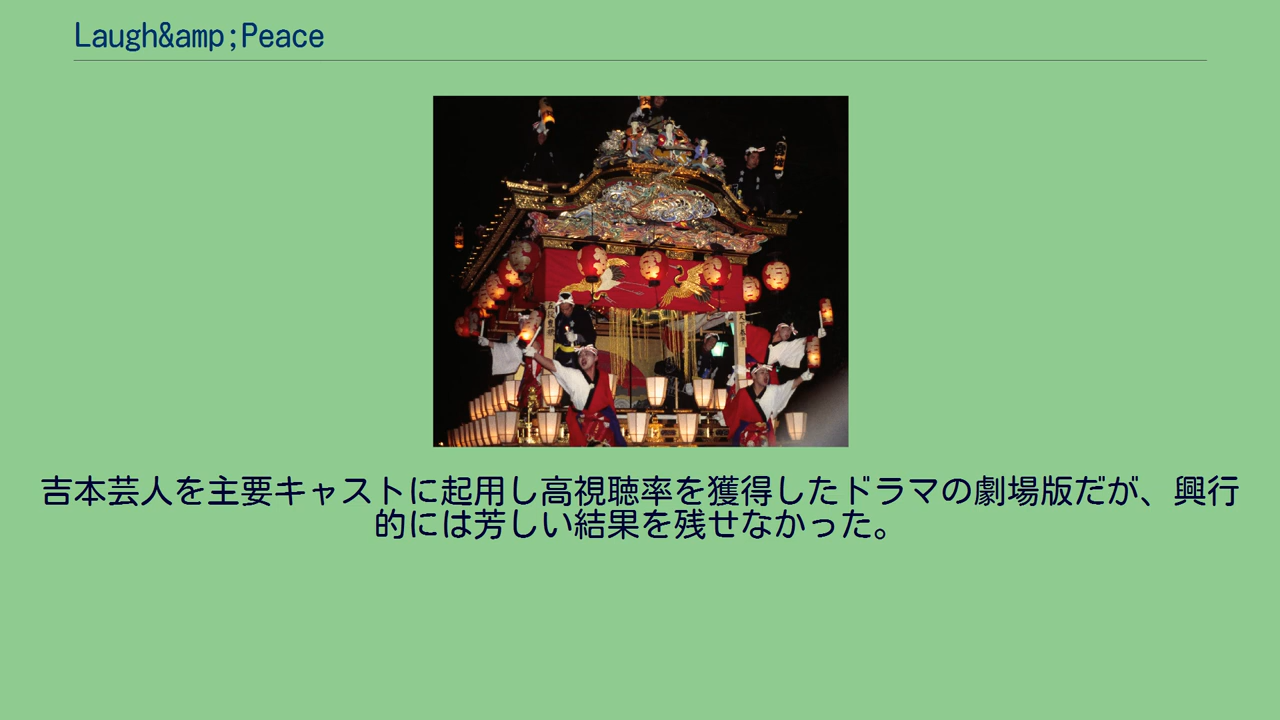 Laugh&amp;Peace
吉本芸人を主要キャストに起用し高視聴率を獲得したドラマの劇場版だが、興行
的には芳しい結果を残せなかった。